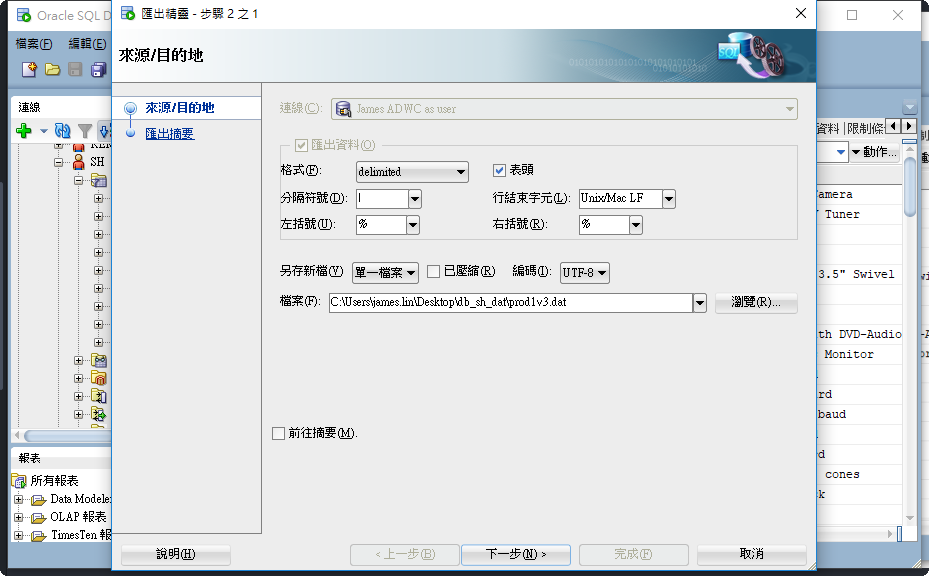 Oracle SQL D
匯出精靈 - 步驟 2 之 1
檔案(F) 編輯(E)
來源/目的地
連線
來源/目的地
匯出摘要
連線(C): James ADWC as user
匯出資料(O)
格式(F): delimited 表頭
分隔符號(D): | 行結束字元(L): Unix/Mac LF
左括號(U): % 右括號(R): %
另存新檔(Y) 單一檔案 已壓縮(R) 編碼(I): UTF-8
檔案(F): C:\Users\james.lin\Desktop\db_sh_dat\prod1v3.dat 瀏覽(R)...
前往摘要(M).
說明(H) < 上一步(B) 下一步(N) > 完成(F) 取消
SH
報表
所有報表
Data Modele
OLAP 報表
TimesTen 報
資料 限制條
動作...
amera
Tuner
3.5" Swivel
th DVD-Audio
Monitor
rd
baud
d
cones
k